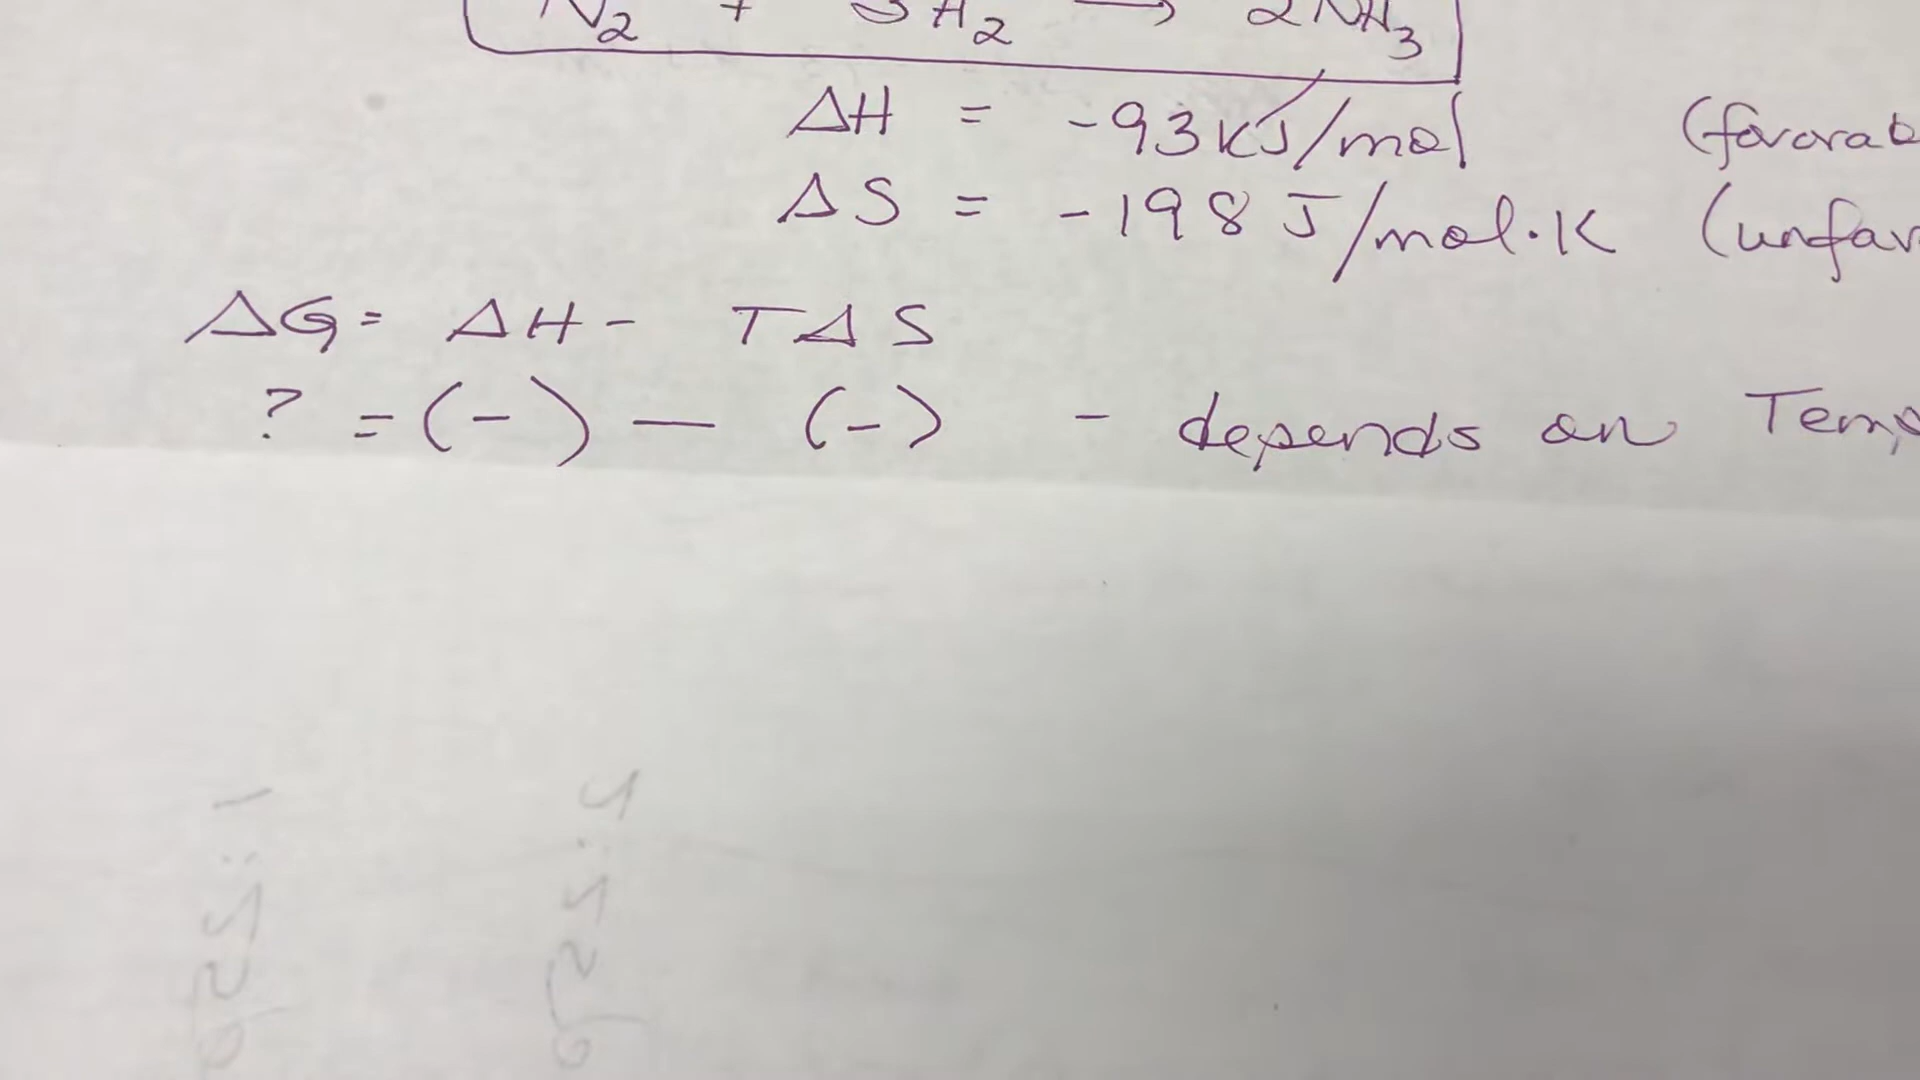 N₂ + 3H₂ → 2NH₃
ΔH = -93 kJ/mol (favorab
ΔS = -198 J/mol·K (unfav
ΔG = ΔH - TΔS
? = (-) — (-) - depends on Temp